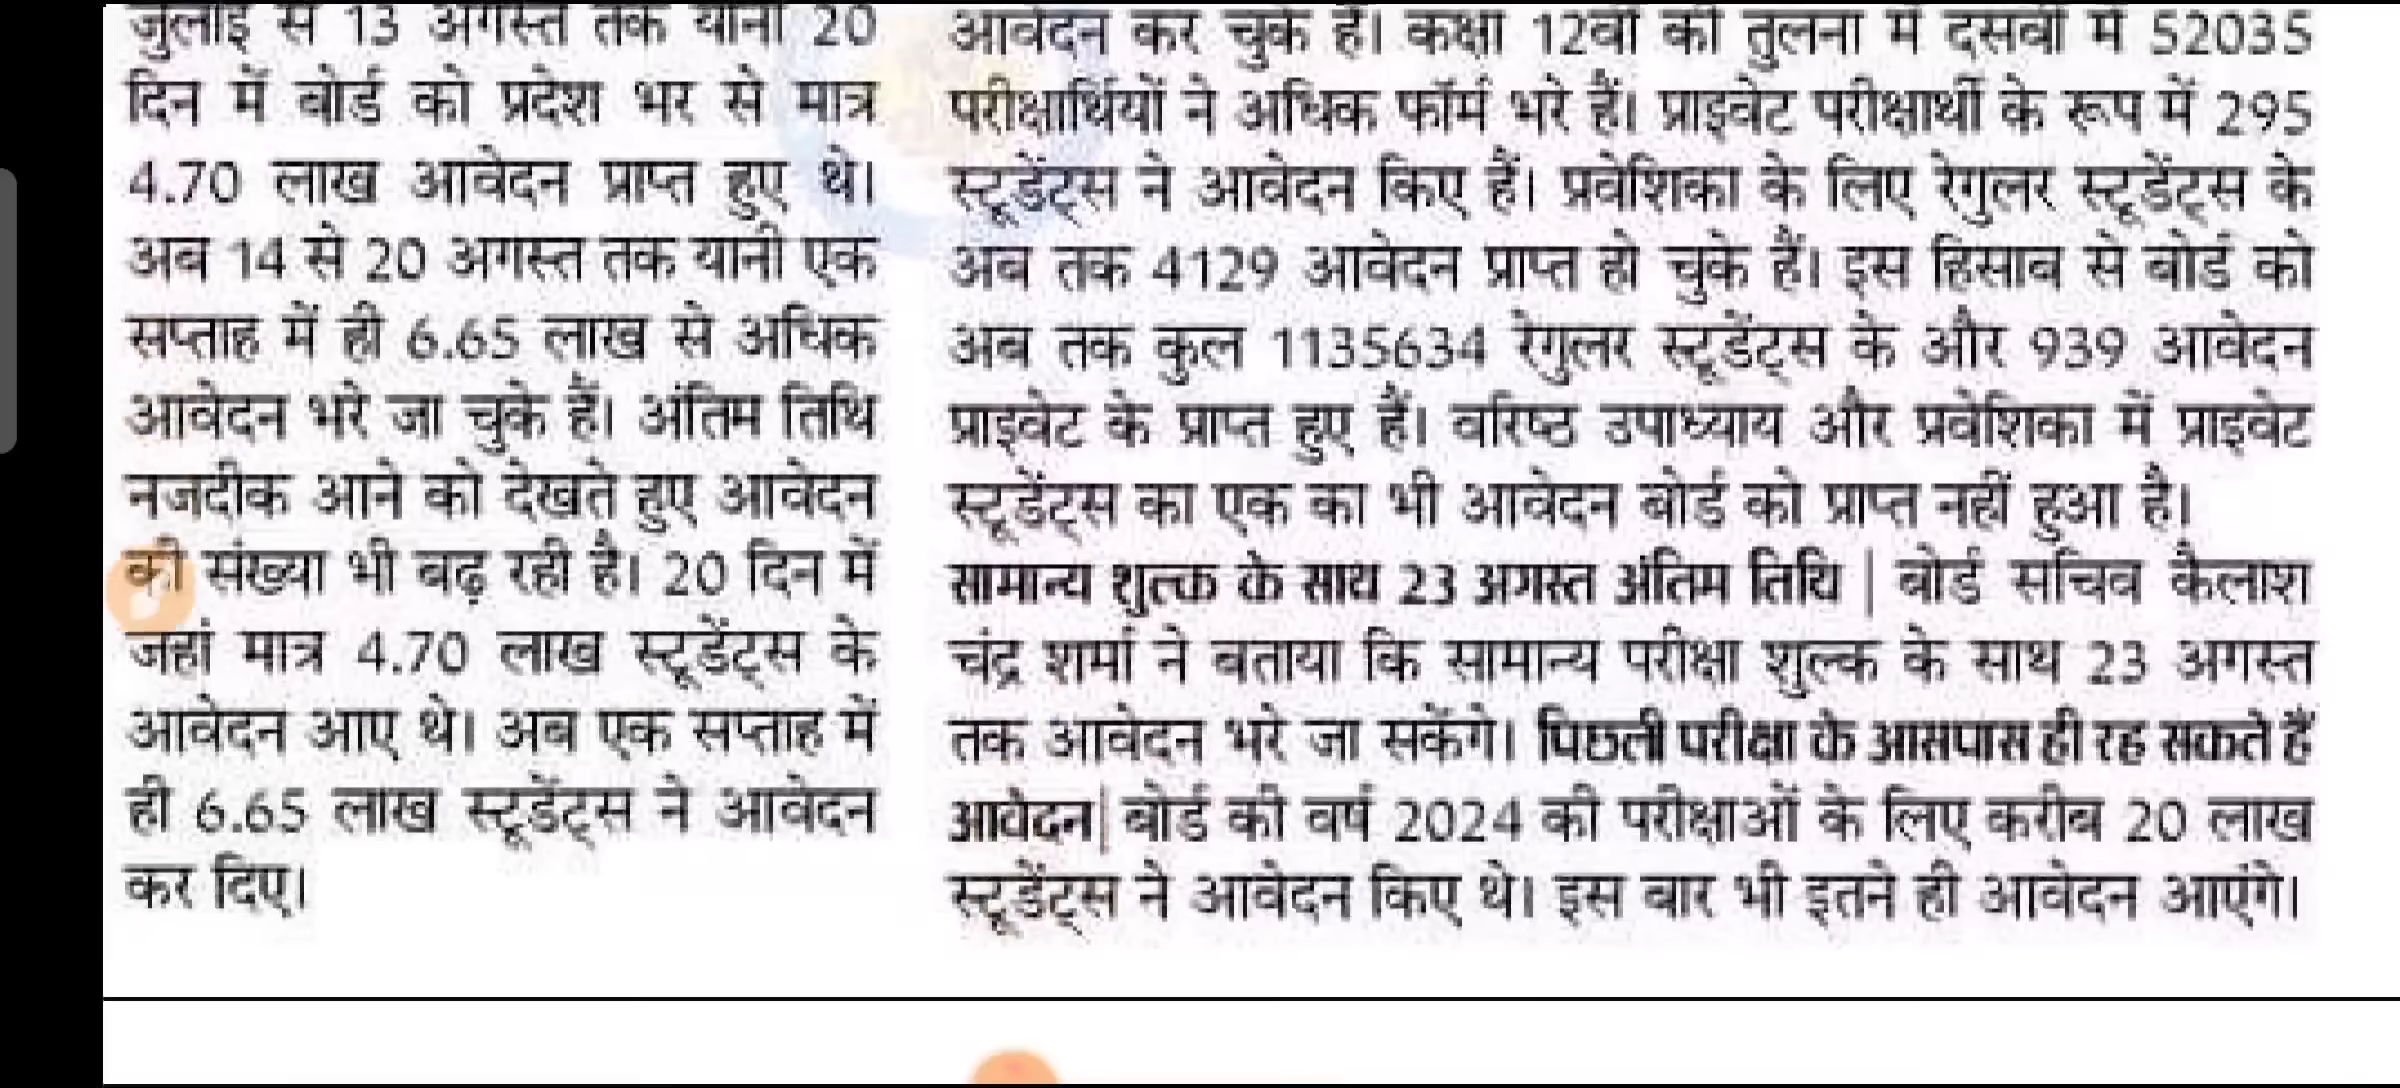 जुलाई से 13 अगस्त तक यानी 20
दिन में बोर्ड को प्रदेश भर से मात्र
4.70 लाख आवेदन प्राप्त हुए थे।
अब 14 से 20 अगस्त तक यानी एक
सप्ताह में ही 6.65 लाख से अधिक
आवेदन भरे जा चुके हैं। अंतिम तिथि
नजदीक आने को देखते हुए आवेदन
की संख्या भी बढ़ रही है। 20 दिन में
जहां मात्र 4.70 लाख स्टूडेंट्स के
आवेदन आए थे। अब एक सप्ताह में
ही 6.65 लाख स्टूडेंट्स ने आवेदन
कर दिए।
आवेदन कर चुके हैं। कक्षा 12वीं की तुलना में दसवीं में 52035
परीक्षार्थियों ने अधिक फॉर्म भरे हैं। प्राइवेट परीक्षार्थी के रूप में 295
स्टूडेंट्स ने आवेदन किए हैं। प्रवेशिका के लिए रेगुलर स्टूडेंट्स के
अब तक 4129 आवेदन प्राप्त हो चुके हैं। इस हिसाब से बोर्ड को
अब तक कुल 1135634 रेगुलर स्टूडेंट्स के और 939 आवेदन
प्राइवेट के प्राप्त हुए हैं। वरिष्ठ उपाध्याय और प्रवेशिका में प्राइवेट
स्टूडेंट्स का एक का भी आवेदन बोर्ड को प्राप्त नहीं हुआ है।
सामान्य शुल्क के साथ 23 अगस्त अंतिम तिथि | बोर्ड सचिव कैलाश
चंद्र शर्मा ने बताया कि सामान्य परीक्षा शुल्क के साथ 23 अगस्त
तक आवेदन भरे जा सकेंगे। पिछली परीक्षा के आसपास ही रह सकते हैं
आवेदन| बोर्ड की वर्ष 2024 की परीक्षाओं के लिए करीब 20 लाख
स्टूडेंट्स ने आवेदन किए थे। इस बार भी इतने ही आवेदन आएंगे।